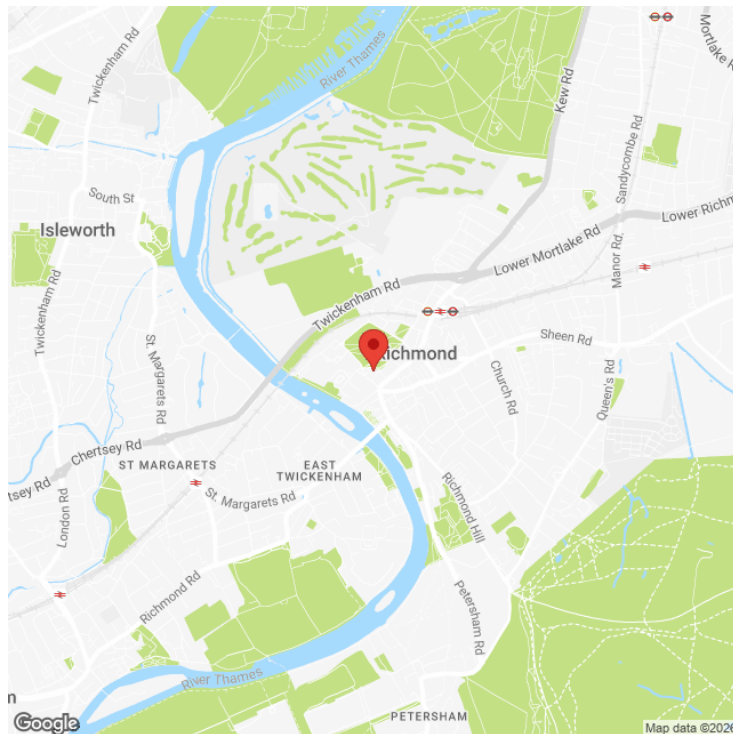 River Thames
Twickenham Rd
Mortlake R
Kew Rd
Sandycombe Rd
South St
Isleworth
Lower Richm
Lower Mortlake Rd
Manor Rd.
Twickenham Rd
Twickenham Rd
St. Margarets Rd
Richmond
Sheen Rd
Church Rd
Queen's Rd
Chertsey Rd
ST MARGARETS
EAST
TWICKENHAM
tsey Rd
St. Margarets Rd
London Rd
Richmond Hill
Richmond Rd
Petersham Rd
River Thames
m
PETERSHAM
Google
Map data ©2026